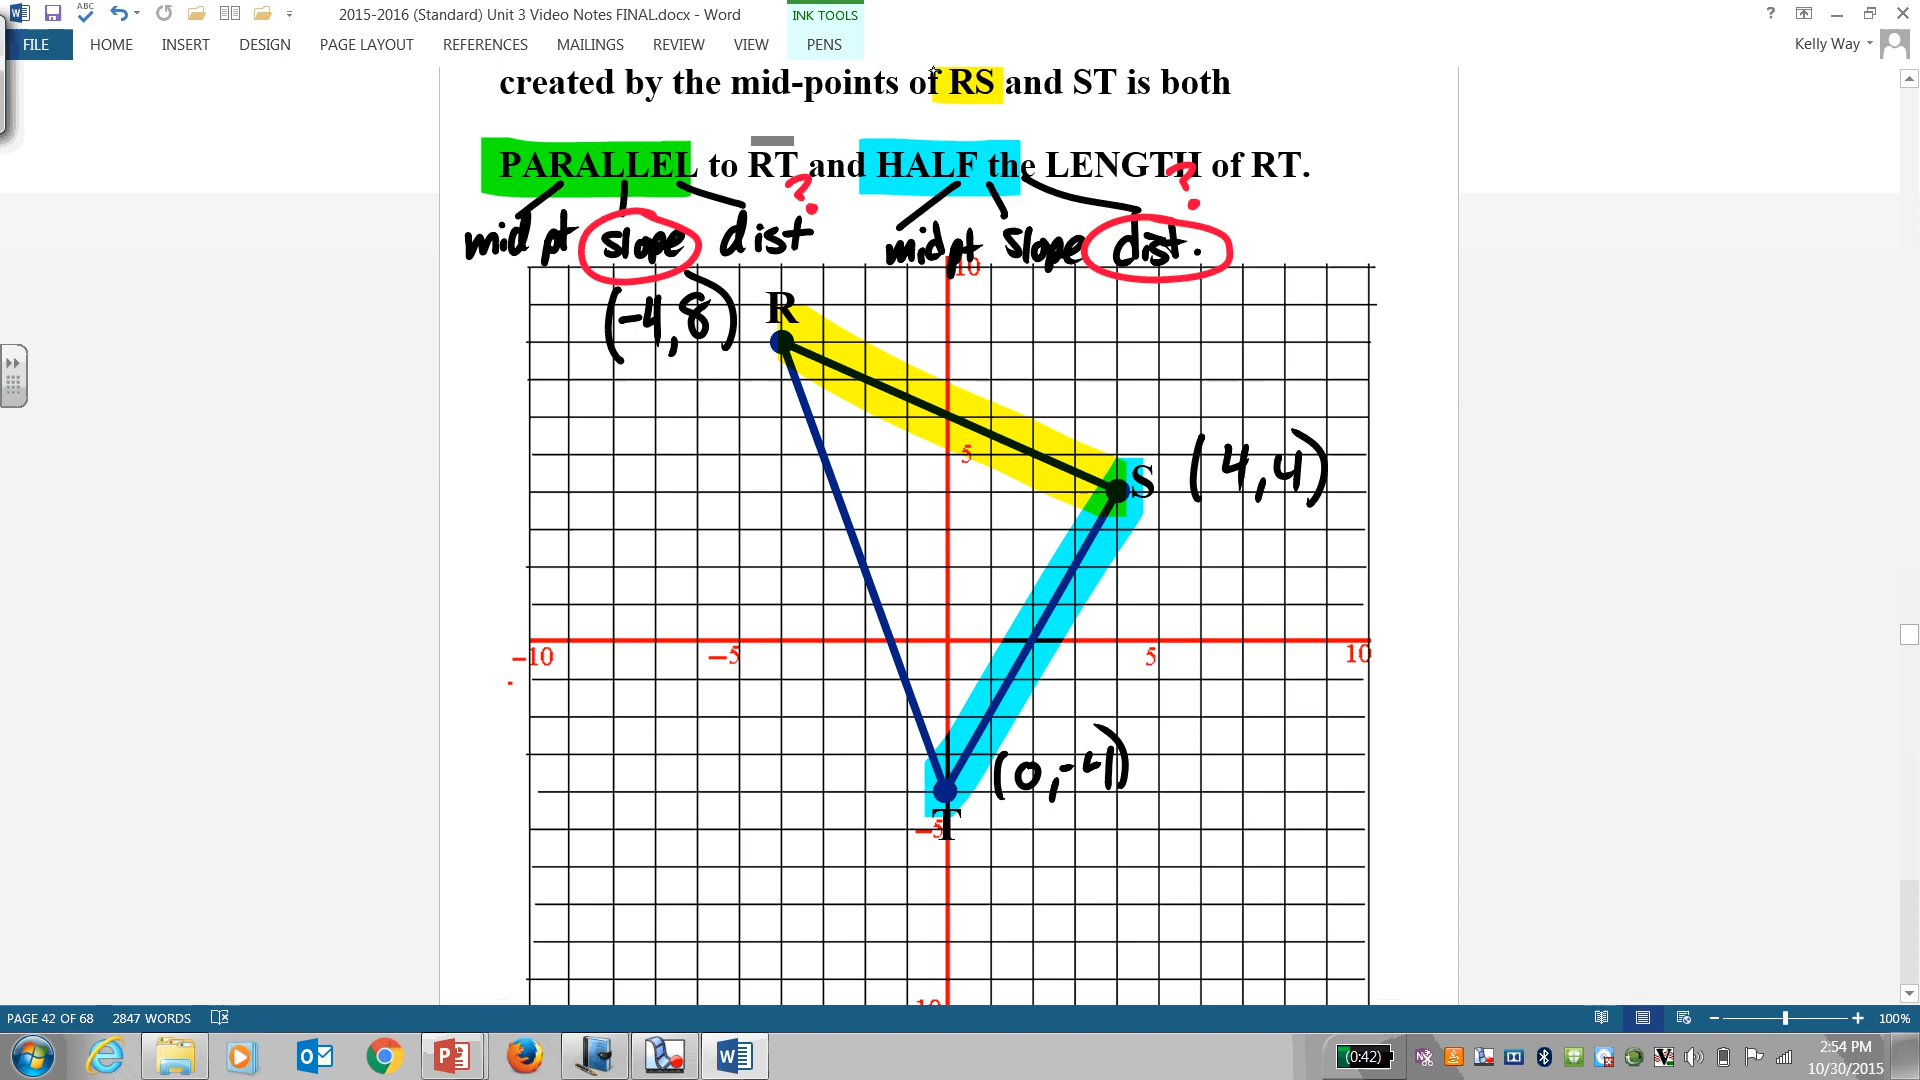 2015-2016 (Standard) Unit 3 Video Notes FINAL.docx - Word
INK TOOLS
FILE HOME INSERT DESIGN PAGE LAYOUT REFERENCES MAILINGS REVIEW VIEW PENS
Kelly Way
created by the mid-points of RS and ST is both
PARALLEL to RT and HALF the LENGTH of RT.
? ?
mid pt slope dist midpt slope dist.
10
(-4,8) R
5
S (4,4)
-10 -5 5 10
(0,-4)
T
-5
10
PAGE 42 OF 68 2847 WORDS 100%
(0:42)
2:54 PM
10/30/2015